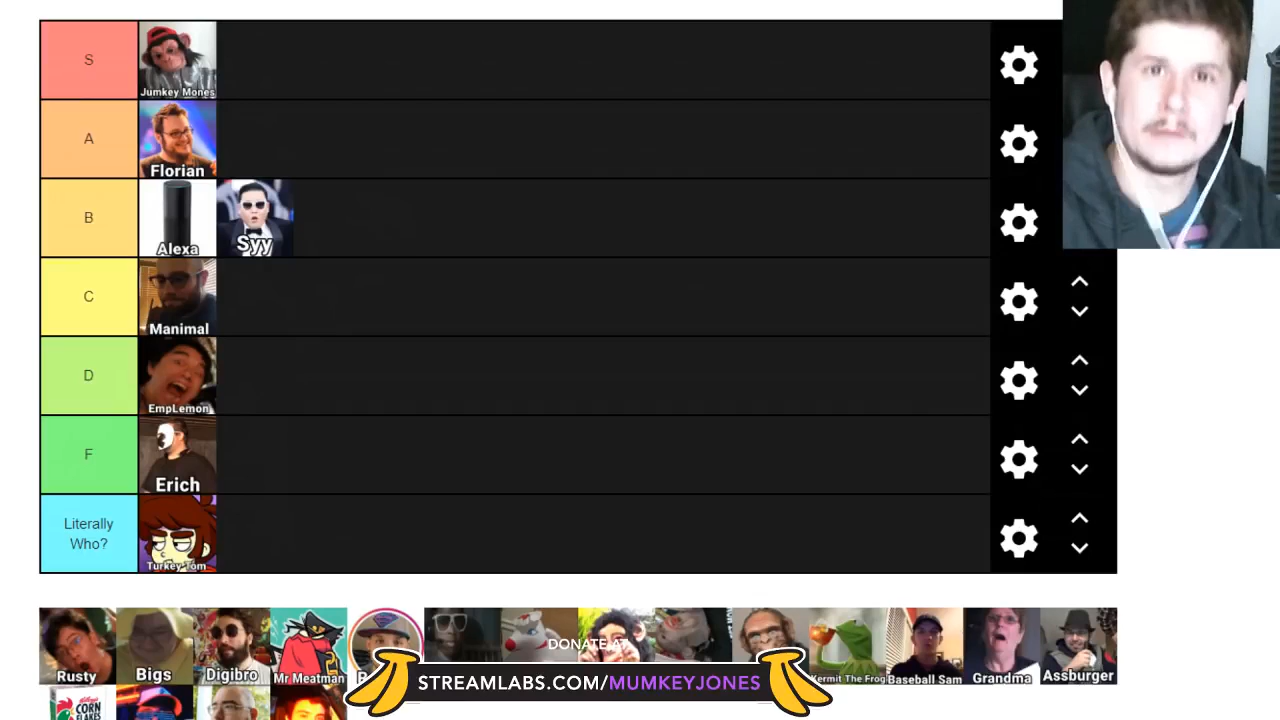 S
Jumkey Mones
A
Florian
B
Alexa
Syy
C
Manimal
D
EmpLemon
F
Erich
Literally
Who?
Turkey Tom
Rusty
Bigs
Digibro
Mr Meatman
Kermit The Frog
Baseball Sam
Grandma
Assburger
DONATE AT
STREAMLABS.COM/MUMKEYJONES
CORN
FLAKES